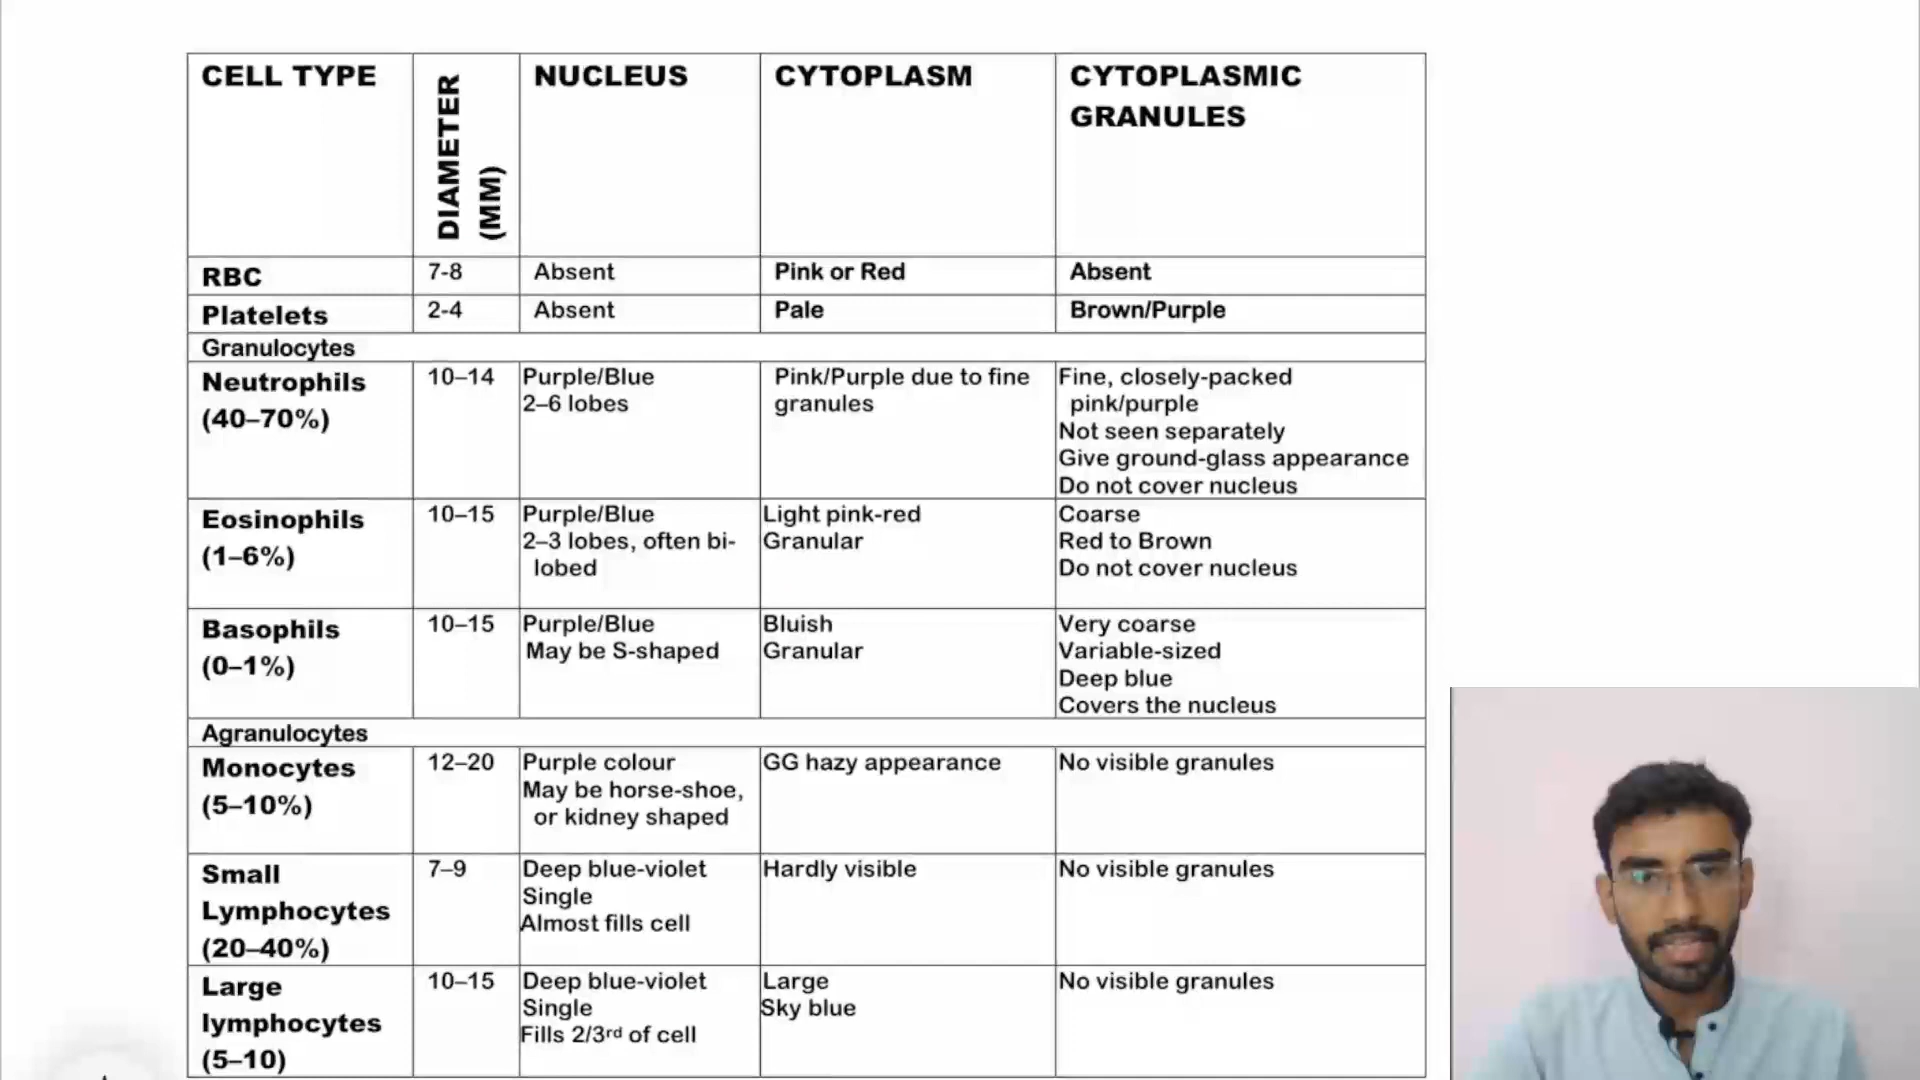 CELL TYPE
DIAMETER
(MM)
NUCLEUS
CYTOPLASM
CYTOPLASMIC
GRANULES
RBC
7-8
Absent
Pink or Red
Absent
Platelets
2-4
Absent
Pale
Brown/Purple
Granulocytes
Neutrophils
(40–70%)
10–14
Purple/Blue
2–6 lobes
Pink/Purple due to fine
granules
Fine, closely-packed
pink/purple
Not seen separately
Give ground-glass appearance
Do not cover nucleus
Eosinophils
(1–6%)
10–15
Purple/Blue
2–3 lobes, often bi-
lobed
Light pink-red
Granular
Coarse
Red to Brown
Do not cover nucleus
Basophils
(0–1%)
10–15
Purple/Blue
May be S-shaped
Bluish
Granular
Very coarse
Variable-sized
Deep blue
Covers the nucleus
Agranulocytes
Monocytes
(5–10%)
12–20
Purple colour
May be horse-shoe,
or kidney shaped
GG hazy appearance
No visible granules
Small
Lymphocytes
(20–40%)
7–9
Deep blue-violet
Single
Almost fills cell
Hardly visible
No visible granules
Large
lymphocytes
(5–10)
10–15
Deep blue-violet
Single
Fills 2/3rd of cell
Large
Sky blue
No visible granules